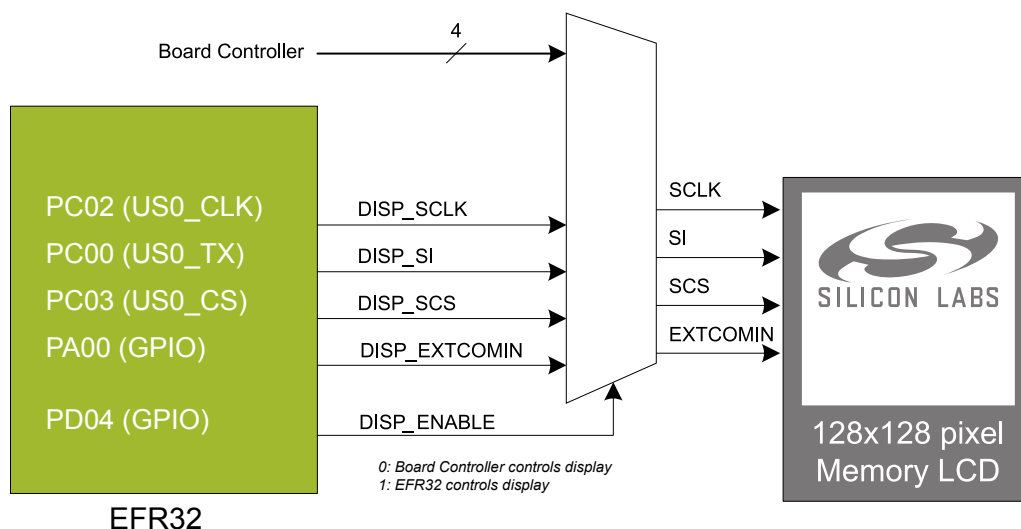 4
Board Controller
PC02 (US0_CLK)
DISP_SCLK
SCLK
PC00 (US0_TX)
DISP_SI
SI
PC03 (US0_CS)
DISP_SCS
SCS
PA00 (GPIO)
DISP_EXTCOMIN
EXTCOMIN
PD04 (GPIO)
DISP_ENABLE
0: Board Controller controls display
1: EFR32 controls display
SILICON LABS
128x128 pixel
Memory LCD
EFR32